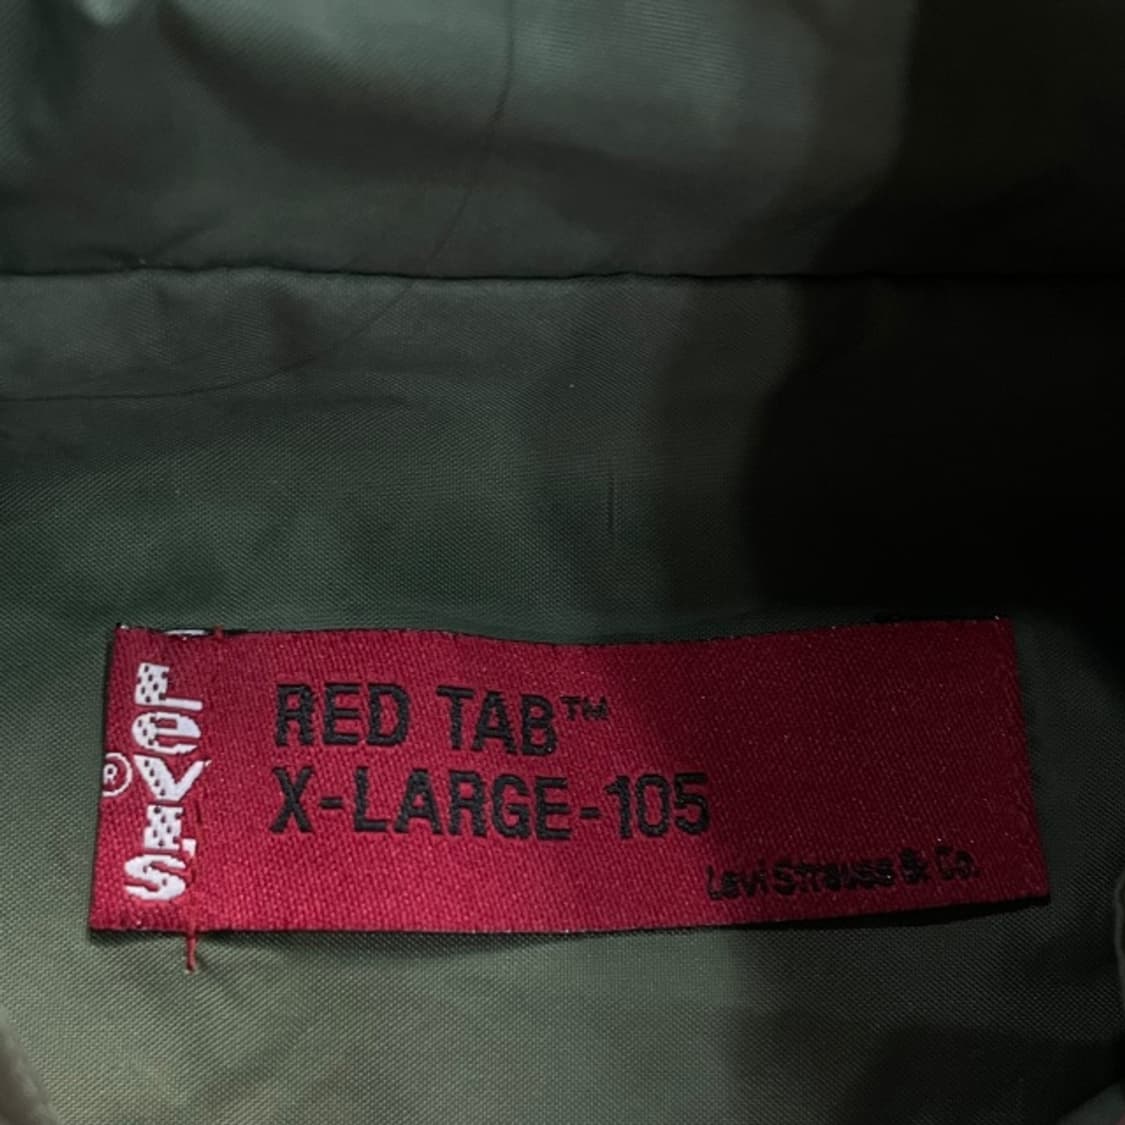 LEVI'S
®
RED TAB™
X-LARGE-105
Levi Strauss & Co.